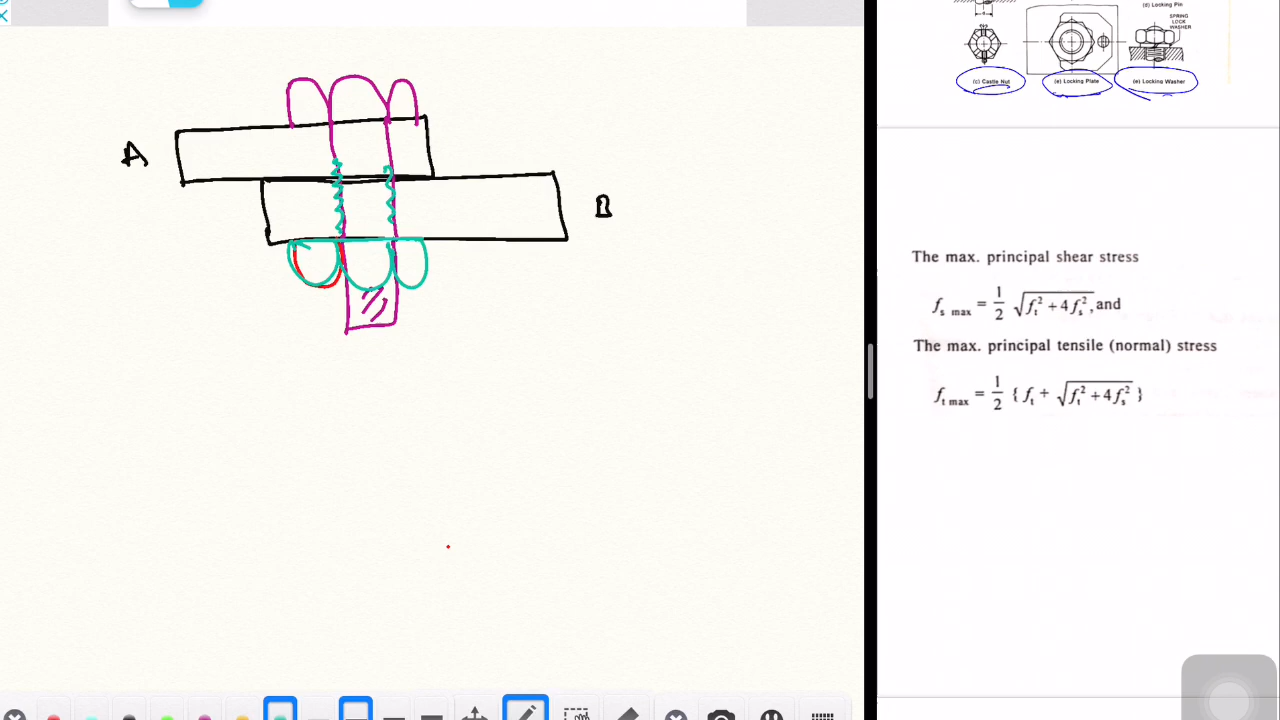 A
B
(d) Locking Pin
SPRING
LOCK
WASHER
(c) Castle Nut
(e) Locking Plate
(e) Locking Washer
The max. principal shear stress
f_s max = 1/2 √(f_t² + 4f_s²), and
The max. principal tensile (normal) stress
f_t max = 1/2 { f_t + √(f_t² + 4f_s²) }